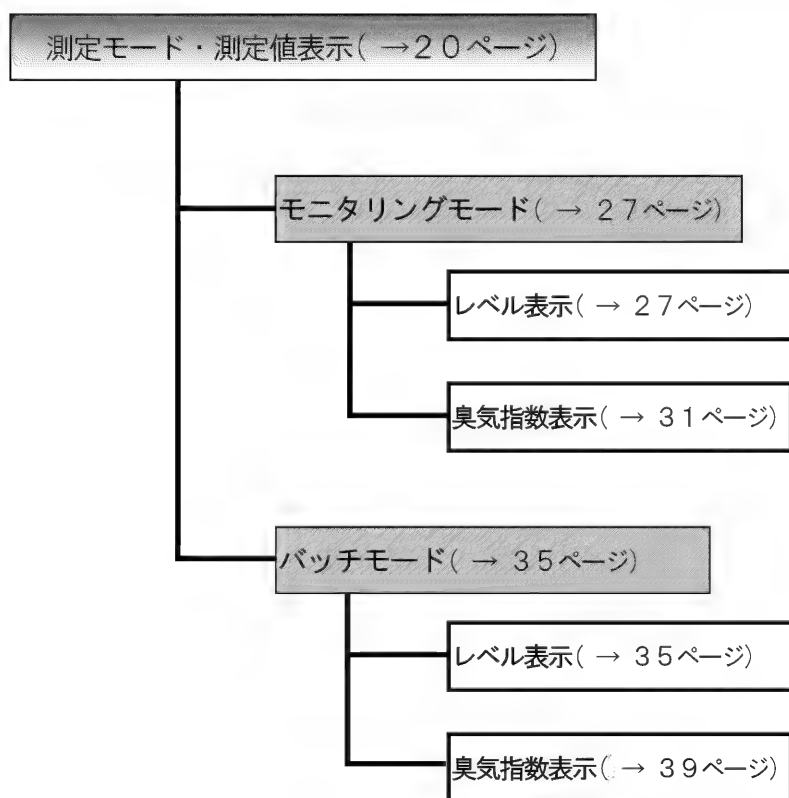 測定モード・測定値表示( →20ページ)
モニタリングモード( → 27ページ)
レベル表示( → 27ページ)
臭気指数表示( → 31ページ)
バッチモード( → 35ページ)
レベル表示( → 35ページ)
臭気指数表示( → 39ページ)